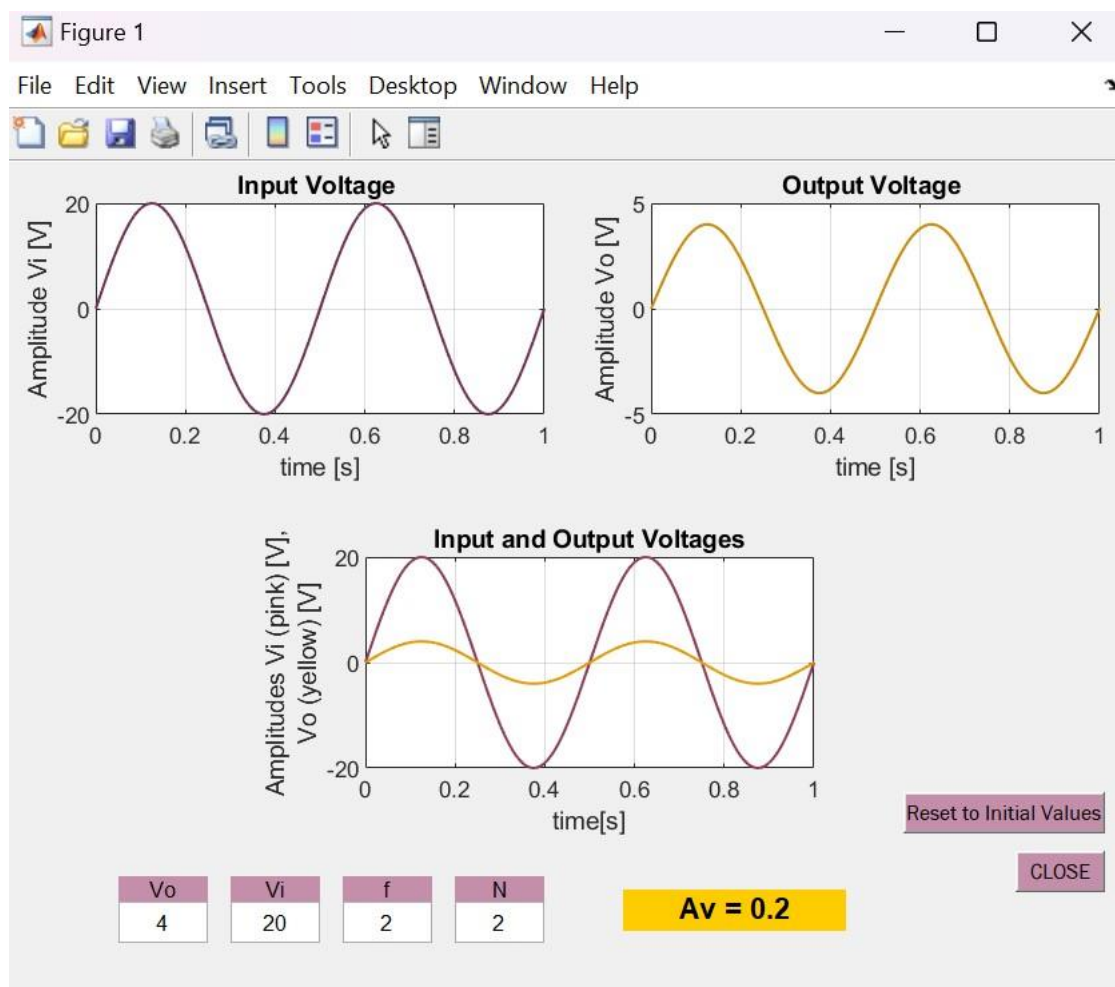 Figure 1
File Edit View Insert Tools Desktop Window Help
Input Voltage
Amplitude Vi [V]
20
0
-20
0 0.2 0.4 0.6 0.8 1
time [s]
Output Voltage
Amplitude Vo [V]
5
0
-5
0 0.2 0.4 0.6 0.8 1
time [s]
Input and Output Voltages
Amplitudes Vi (pink) [V],
Vo (yellow) [V]
20
0
-20
0 0.2 0.4 0.6 0.8 1
time[s]
Reset to Initial Values
CLOSE
Vo Vi f N
4 20 2 2
Av = 0.2